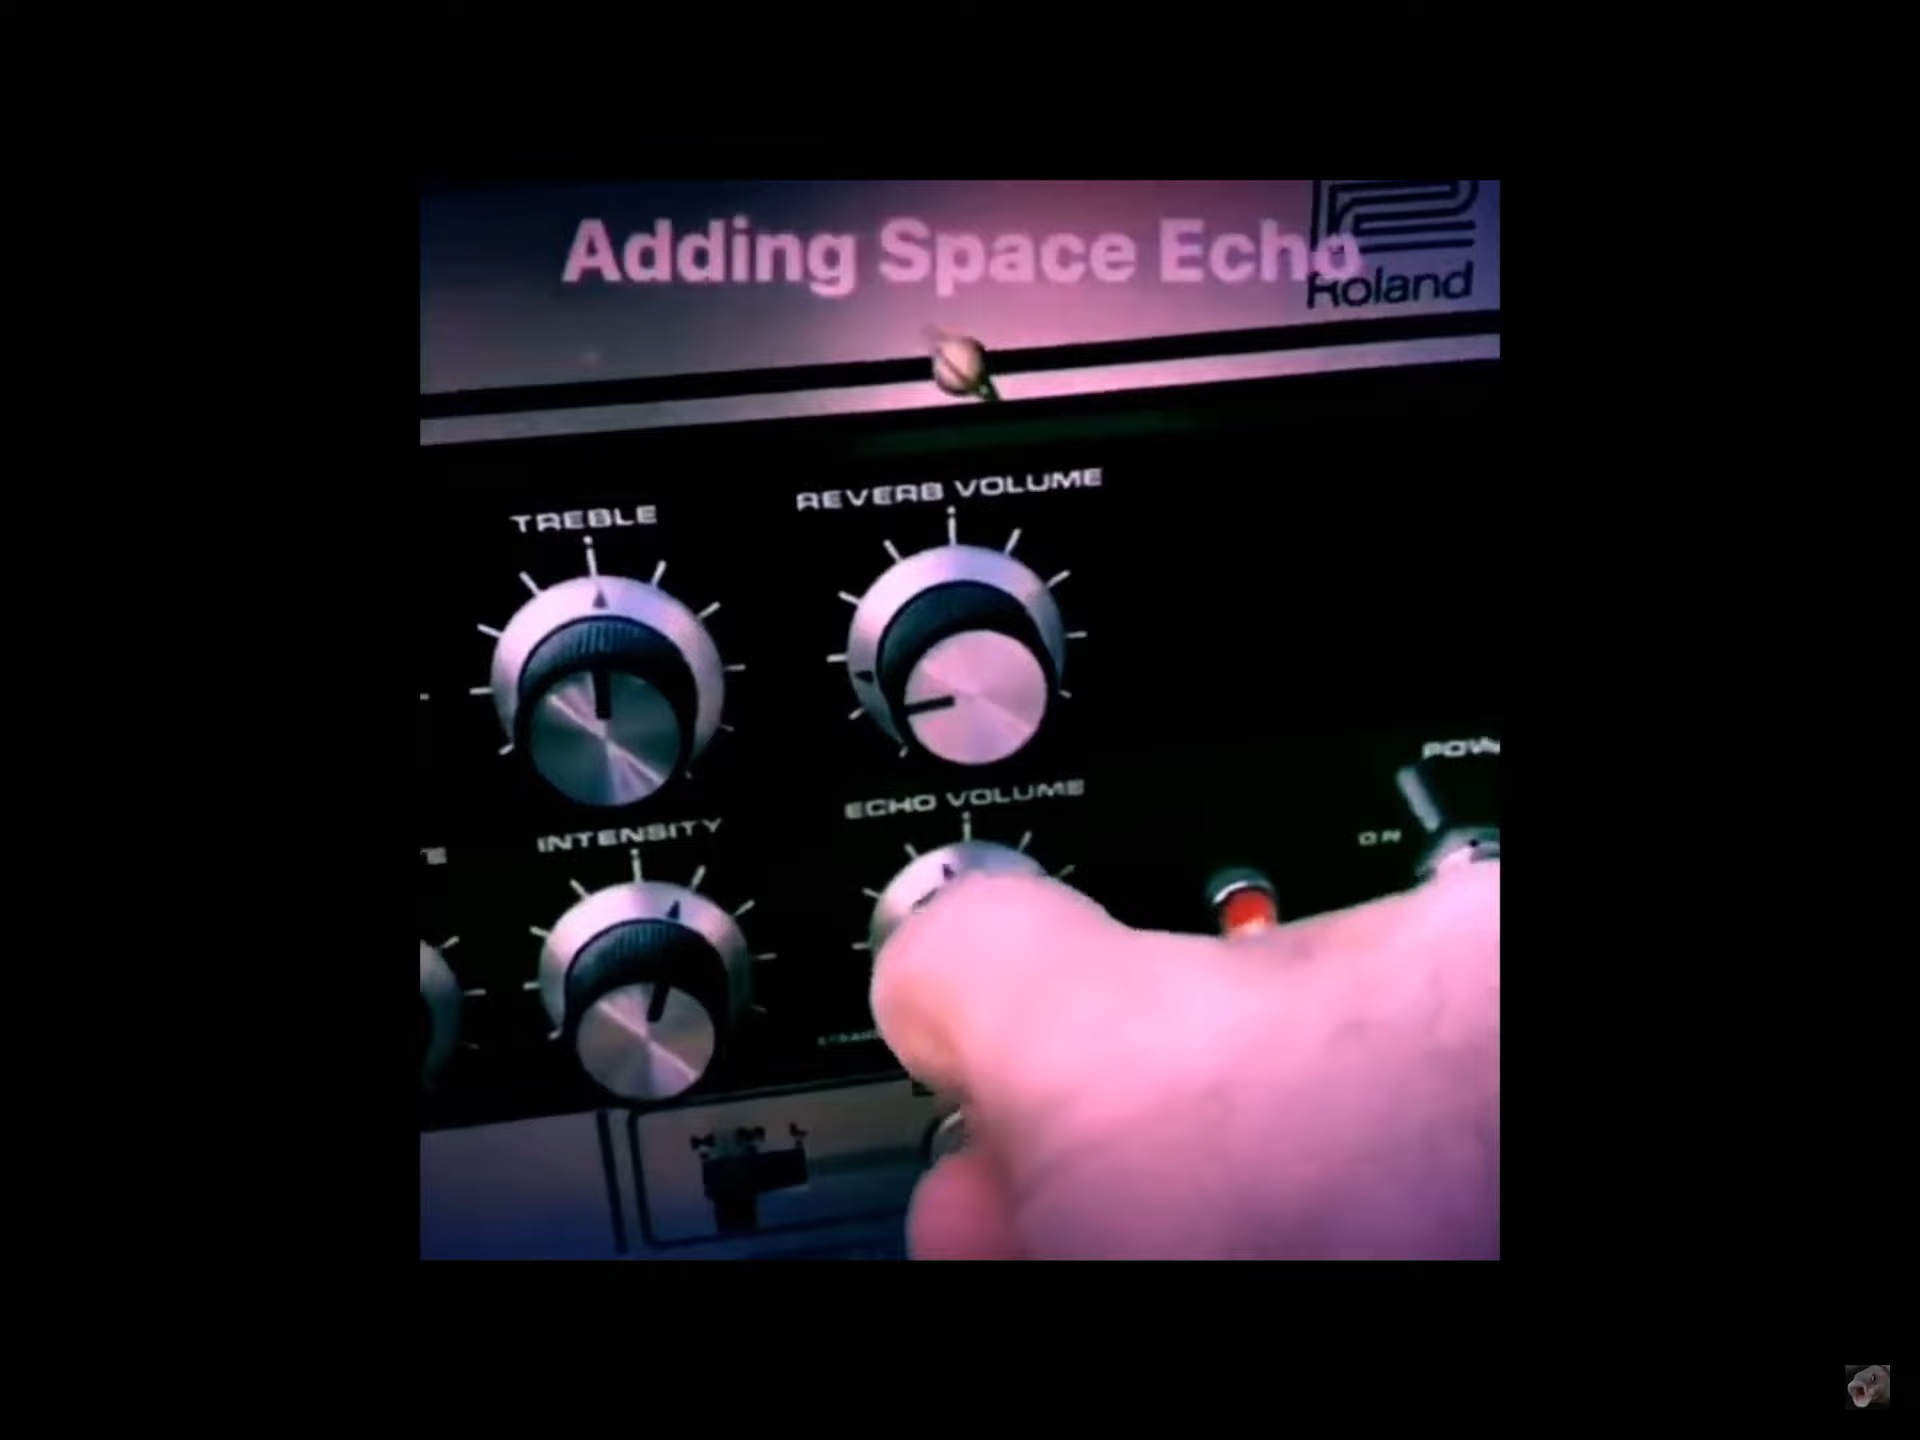 Adding Space Echo
Roland
TREBLE
REVERB VOLUME
INTENSITY
ECHO VOLUME
ON
H M L